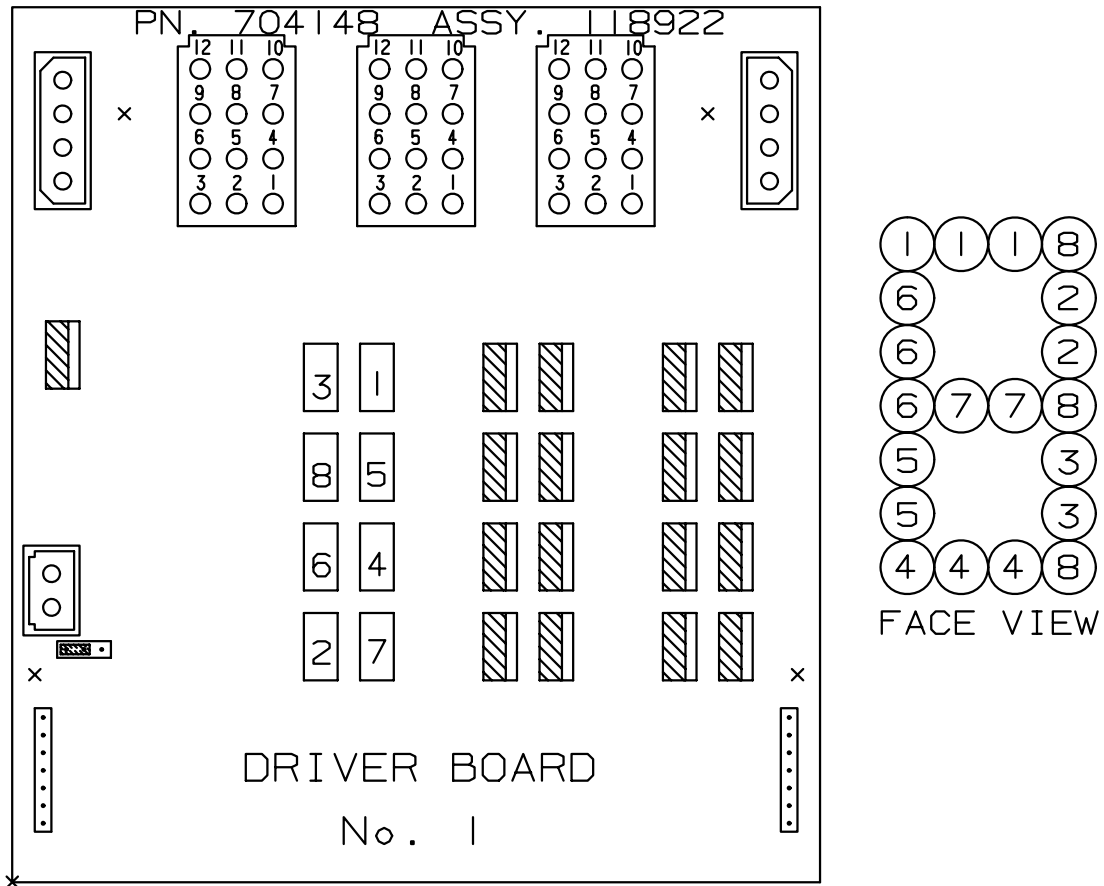 PN. 704148 ASSY. 118922
12 11 10 12 11 10 12 11 10
9 8 7 9 8 7 9 8 7
6 5 4 6 5 4 6 5 4
3 2 1 3 2 1 3 2 1
3 1
8 5
6 4
2 7
DRIVER BOARD
No. 1
1 1 1 8
6 2
6 2
6 7 7 8
5 3
5 3
4 4 4 8
FACE VIEW